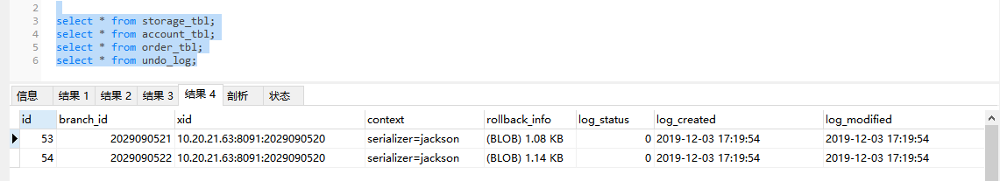 2
3 select * from storage_tbl;
4 select * from account_tbl;
5 select * from order_tbl;
6 select * from undo_log;
信息 结果 1 结果 2 结果 3 结果 4 剖析 状态
id branch_id xid context rollback_info log_status log_created log_modified
53 2029090521 10.20.21.63:8091:2029090520 serializer=jackson (BLOB) 1.08 KB 0 2019-12-03 17:19:54 2019-12-03 17:19:54
54 2029090522 10.20.21.63:8091:2029090520 serializer=jackson (BLOB) 1.14 KB 0 2019-12-03 17:19:54 2019-12-03 17:19:54